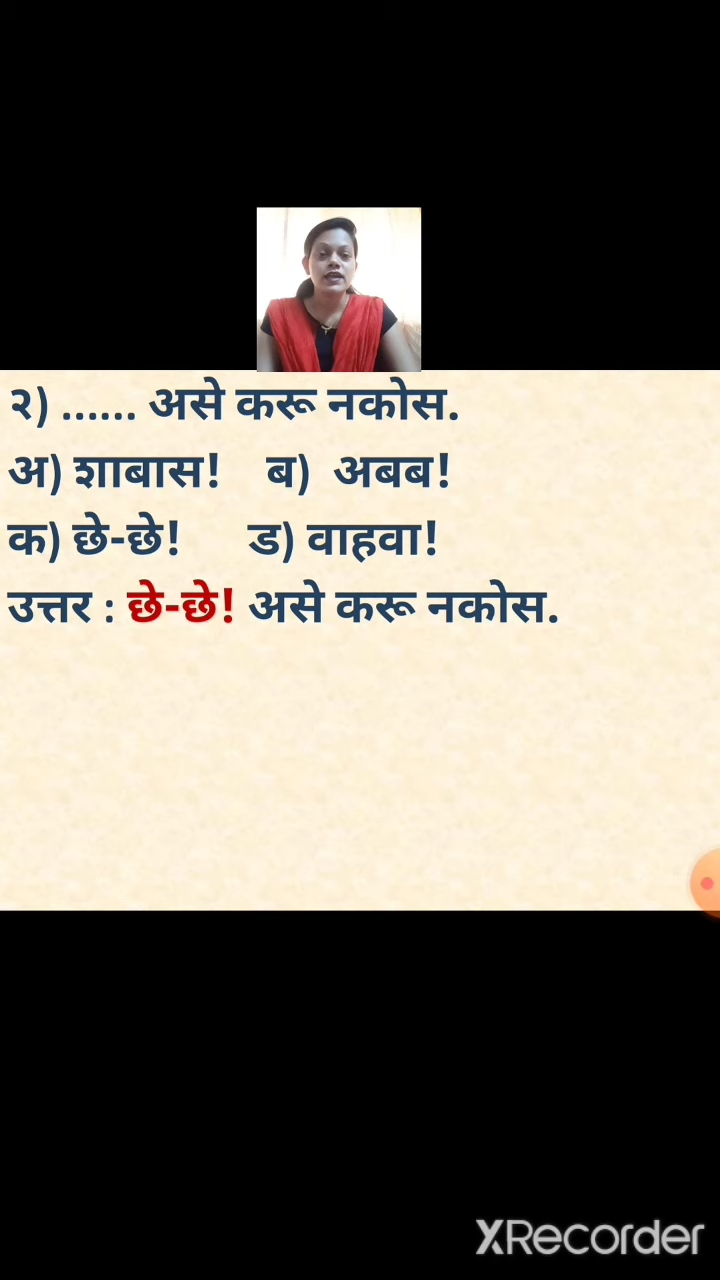 २) ...... असे करू नकोस.
अ) शाबास! ब) अबब!
क) छे-छे! ड) वाहवा!
उत्तर : छे-छे! असे करू नकोस.
XRecorder